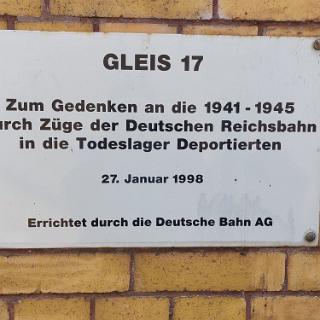 GLEIS 17
Zum Gedenken an die 1941 - 1945
durch Züge der Deutschen Reichsbahn
in die Todeslager Deportierten
27. Januar 1998
Errichtet durch die Deutsche Bahn AG